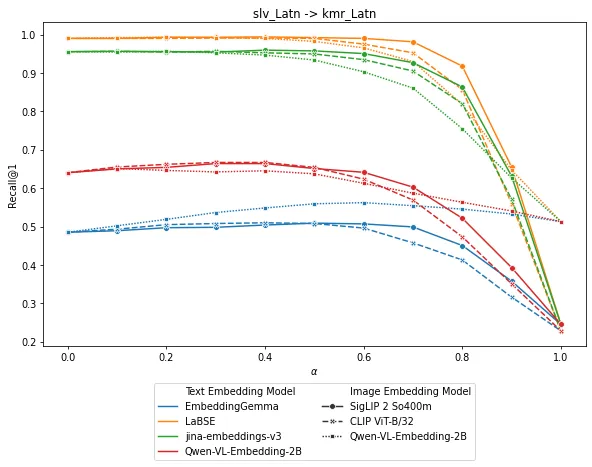 slv_Latn -> kmr_Latn
Recall@1
1.0
0.9
0.8
0.7
0.6
0.5
0.4
0.3
0.2
0.0 0.2 0.4 0.6 0.8 1.0
α
Text Embedding Model
EmbeddingGemma
LaBSE
jina-embeddings-v3
Qwen-VL-Embedding-2B
Image Embedding Model
SigLIP 2 So400m
CLIP ViT-B/32
Qwen-VL-Embedding-2B